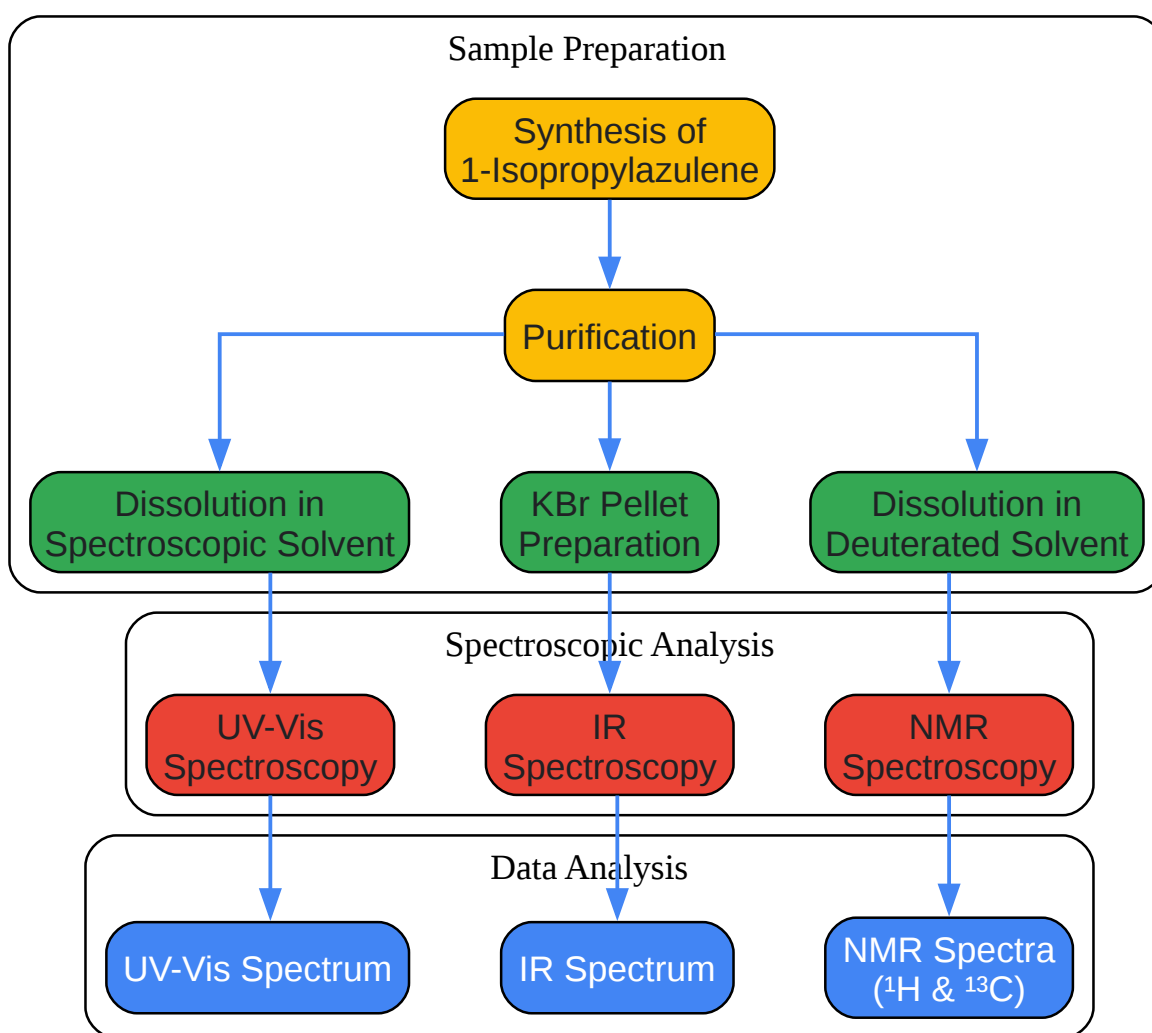 Sample Preparation
Synthesis of
1-Isopropylazulene
Purification
Dissolution in
Spectroscopic Solvent
KBr Pellet
Preparation
Dissolution in
Deuterated Solvent
Spectroscopic Analysis
UV-Vis
Spectroscopy
IR
Spectroscopy
NMR
Spectroscopy
Data Analysis
UV-Vis Spectrum
IR Spectrum
NMR Spectra
(¹H & ¹³C)